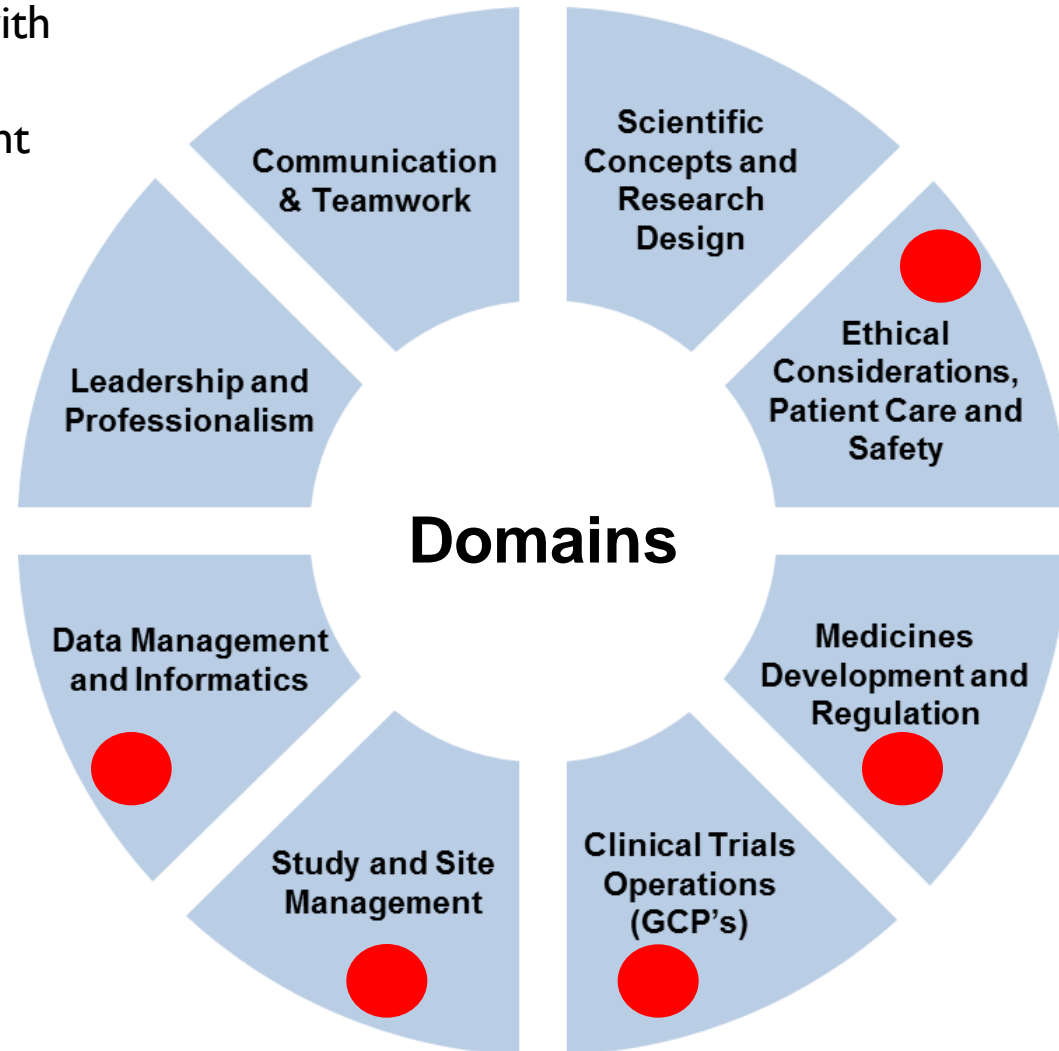 with
nt
Communication
& Teamwork
Scientific
Concepts and
Research
Design
Ethical
Considerations,
Patient Care and
Safety
Leadership and
Professionalism
Domains
Data Management
and Informatics
Medicines
Development and
Regulation
Study and Site
Management
Clinical Trials
Operations
(GCP's)